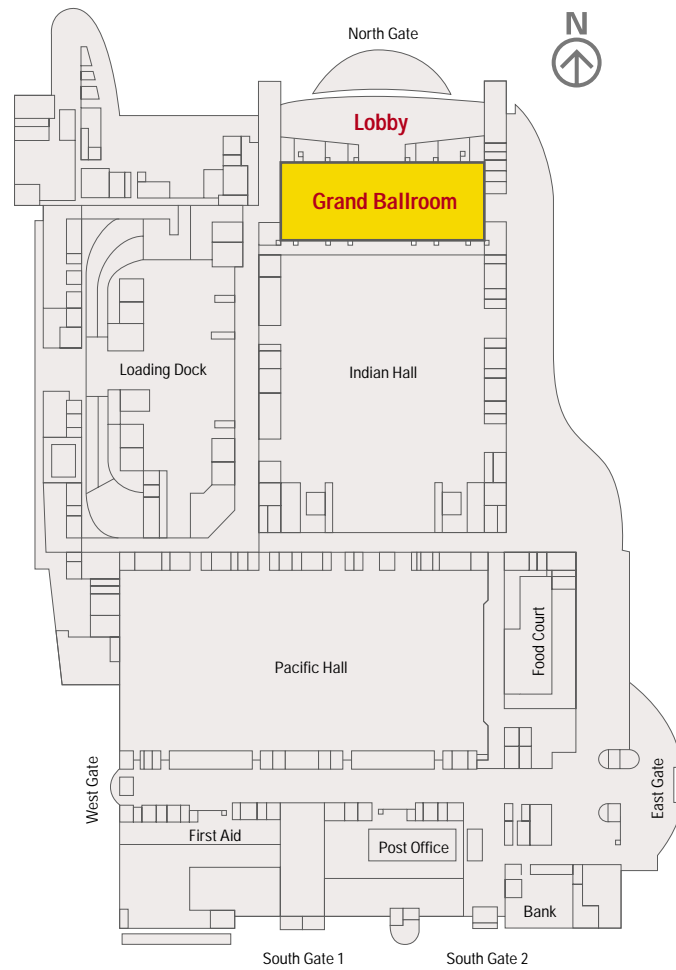 N
North Gate
Lobby
Grand Ballroom
Loading Dock
Indian Hall
Food Court
Pacific Hall
West Gate
East Gate
First Aid
Post Office
Bank
South Gate 1
South Gate 2